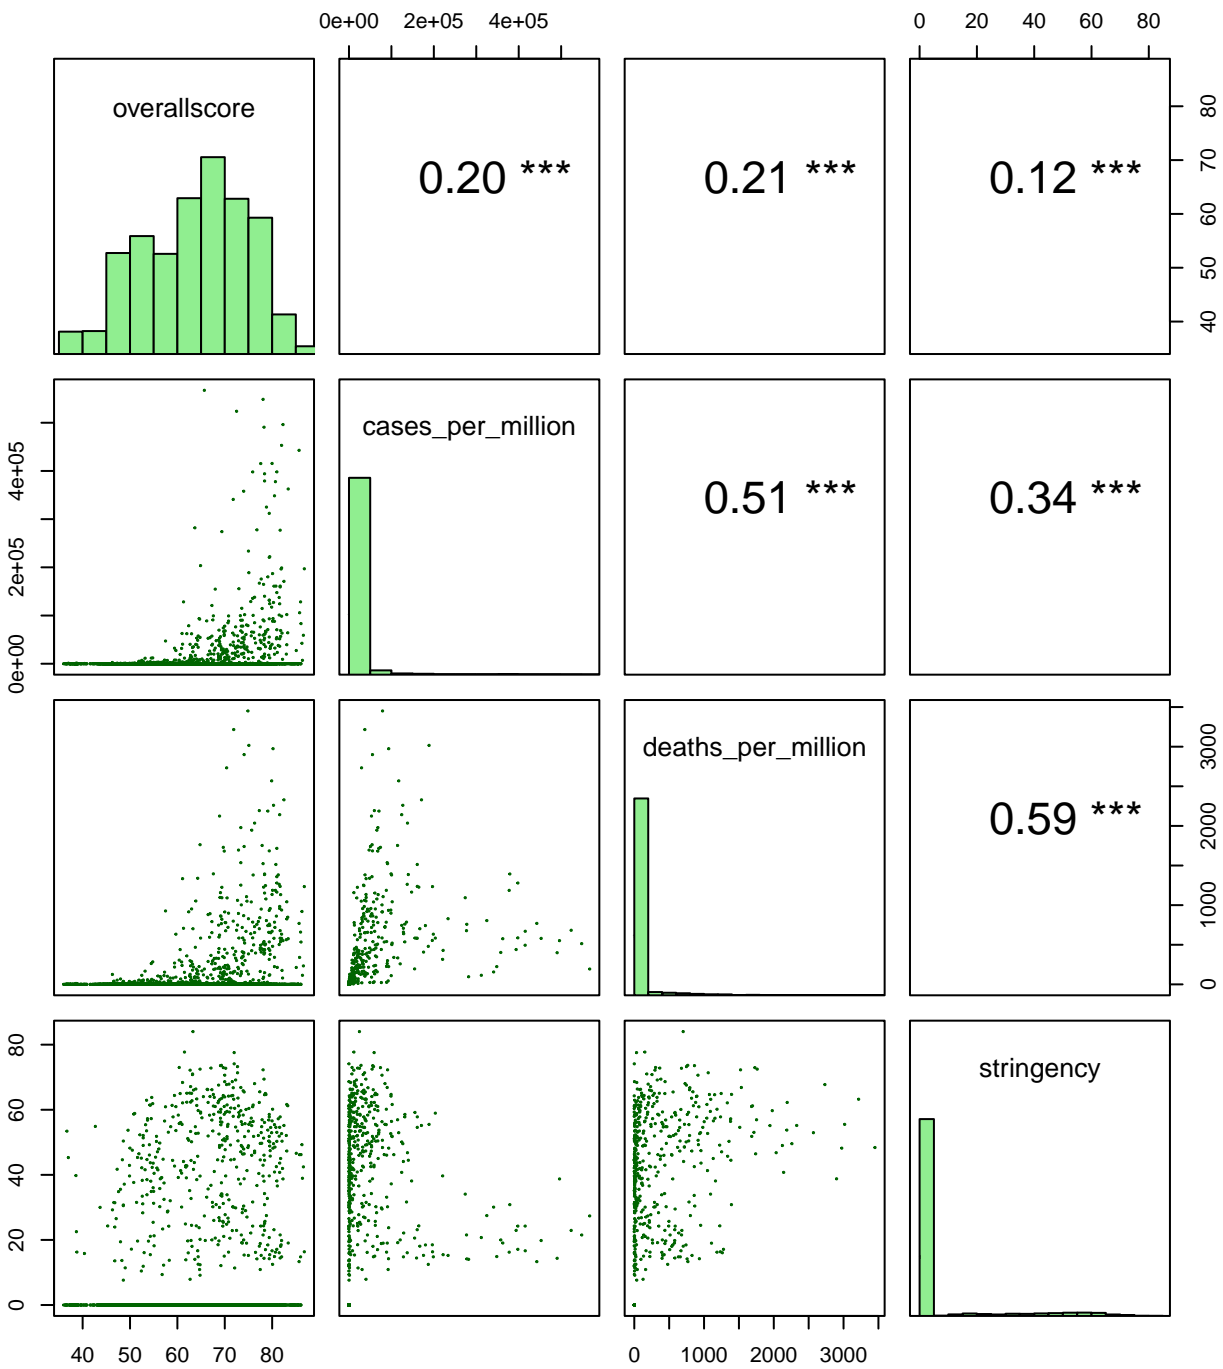 0e+00 2e+05 4e+05 0 20 40 60 80
overallscore
0.20 ***
0.21 ***
0.12 ***
40 50 60 70 80
cases_per_million
0.51 ***
0.34 ***
0e+00 2e+05 4e+05
deaths_per_million
0.59 ***
0 1000 2000 3000
stringency
0 20 40 60 80
40 50 60 70 80 0 1000 2000 3000